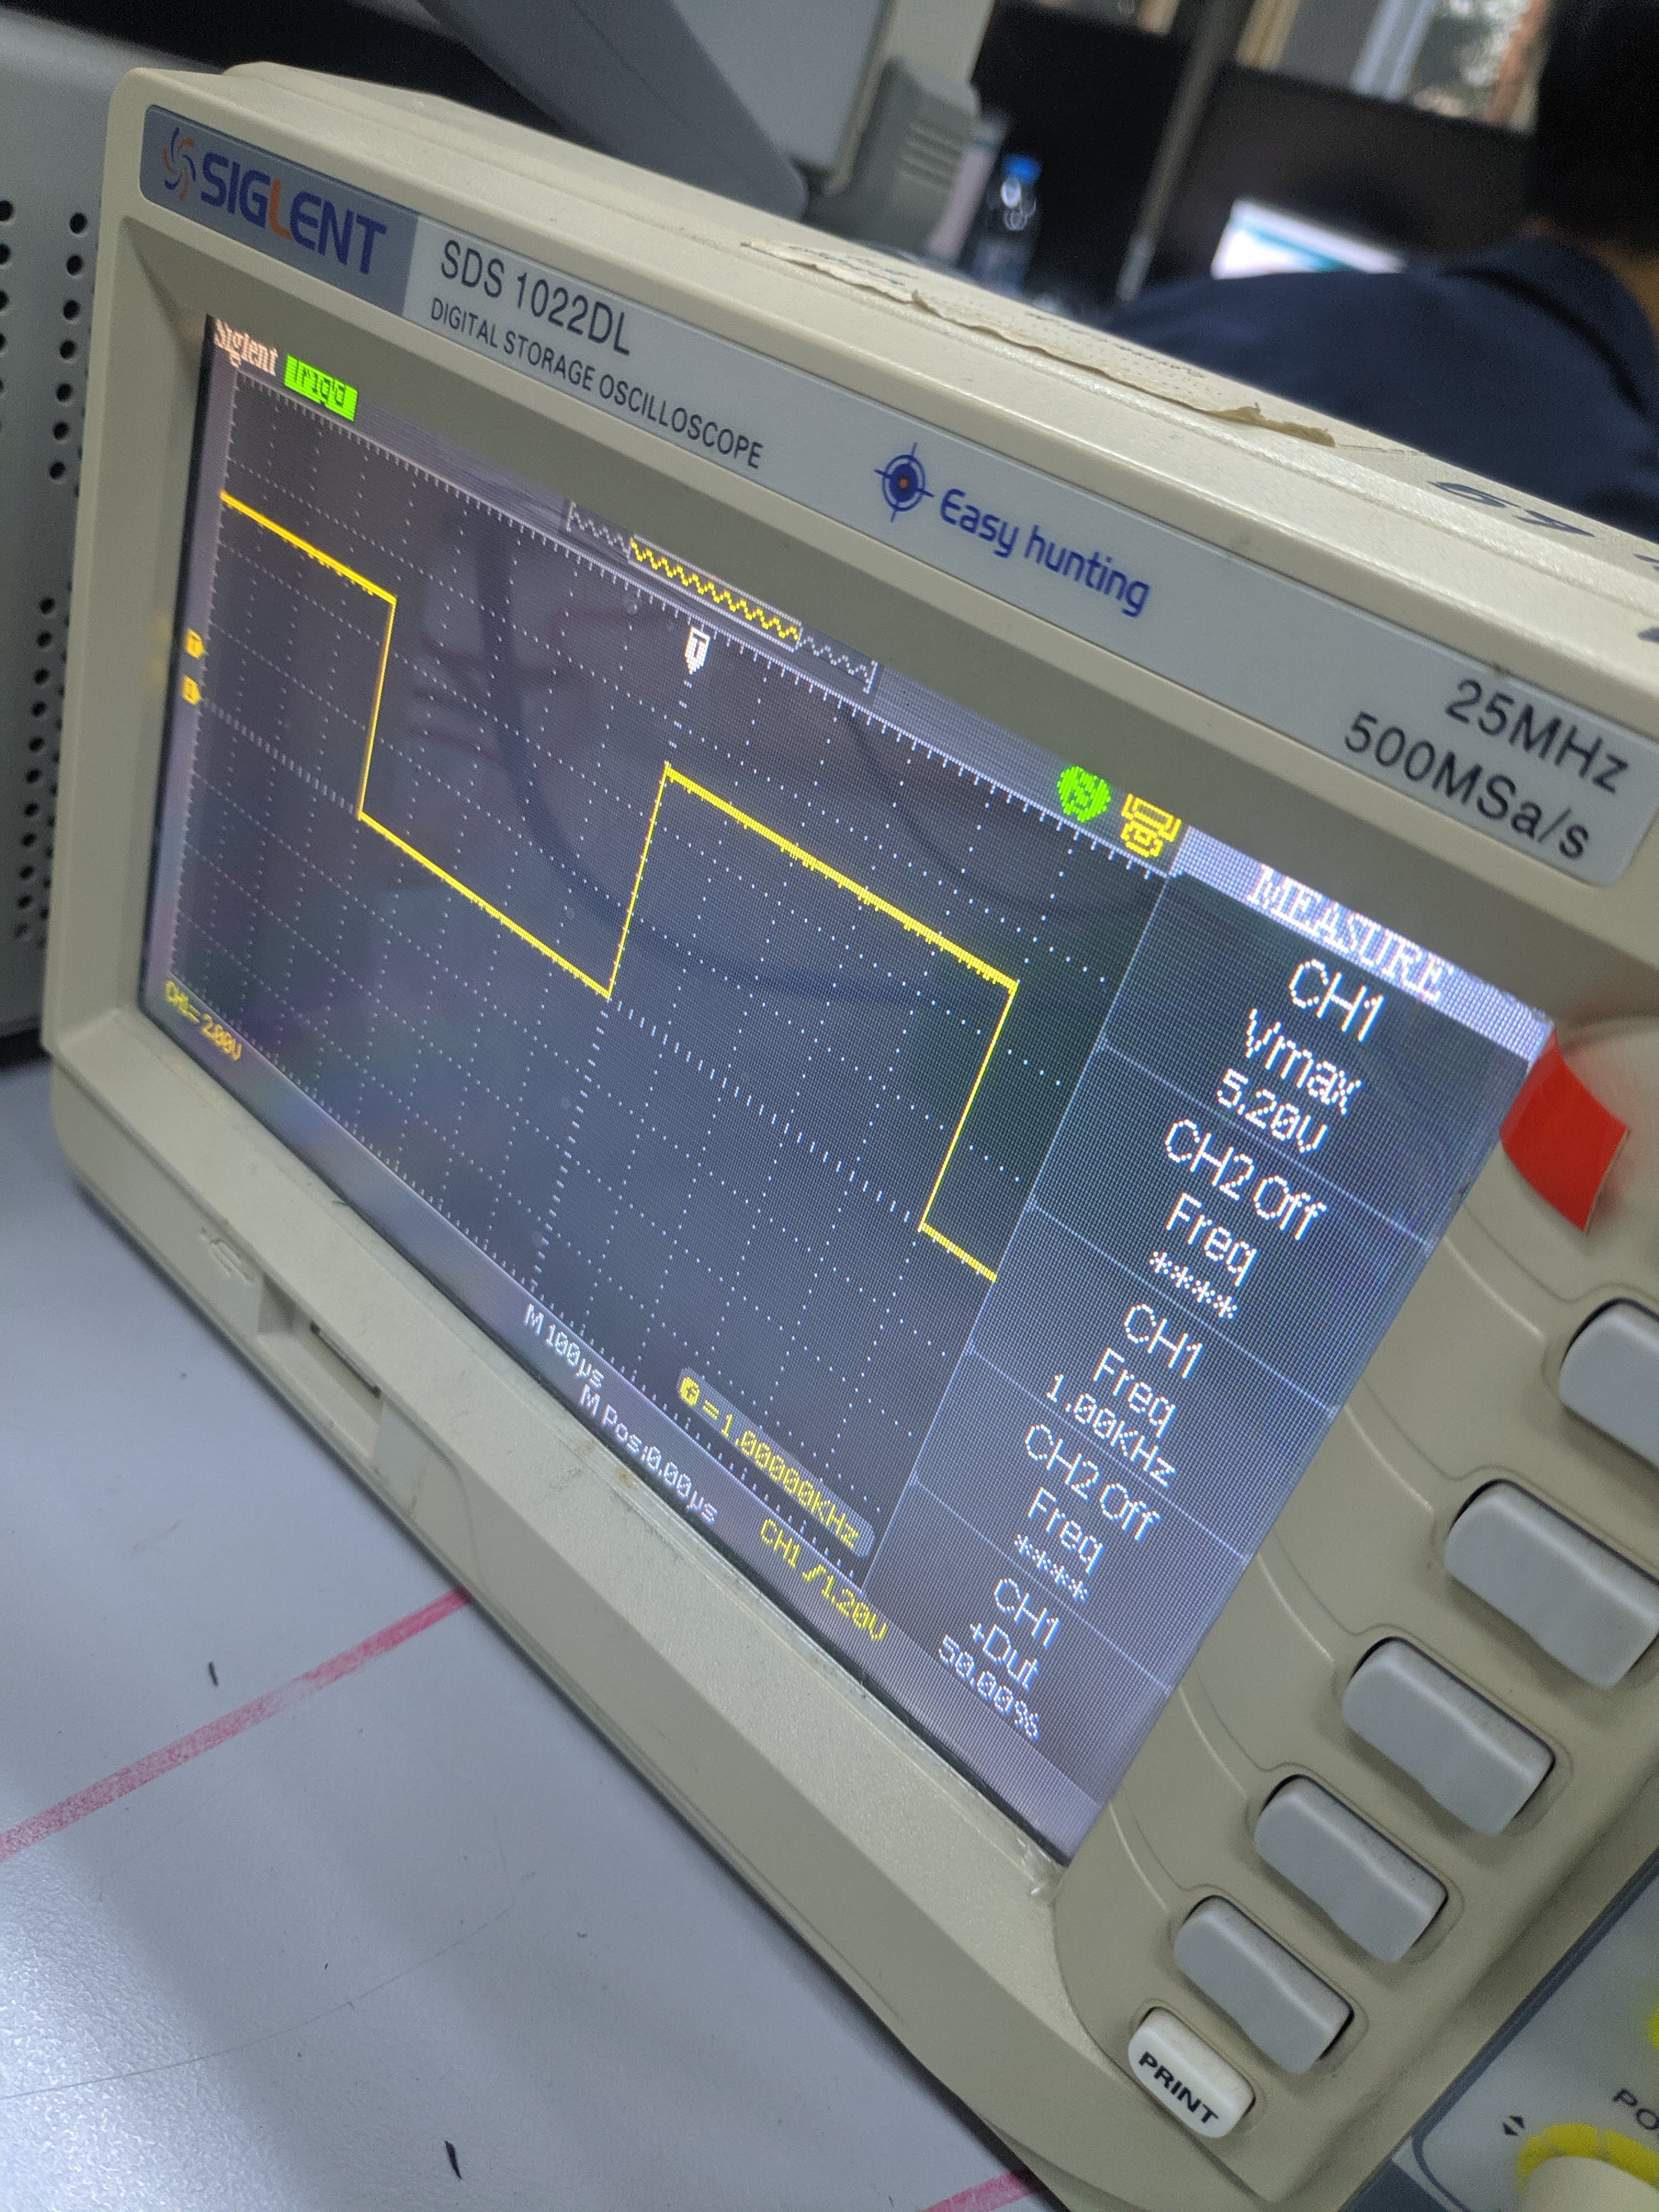 SIGLENT
SDS 1022DL
DIGITAL STORAGE OSCILLOSCOPE
Easy hunting
25MHz
500MSa/s
Siglent Trig'd
T
MEASURE
CH1
Vmax
5.20V
CH2 Off
Freq
****
CH1
Freq
1.00KHz
CH2 Off
Freq
****
CH1
+Dut
50.00%
CH1= 2.00V
M 100µs
M Pos:0.00µs
f = 1.00000KHz
CH1 /1.20V
PRINT
PO